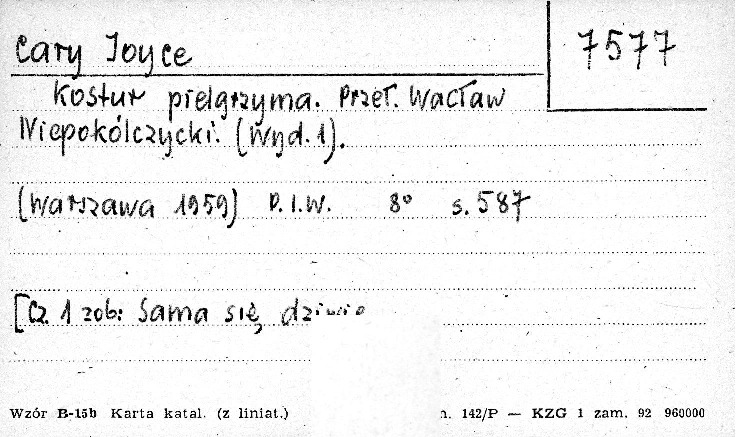 Cary Joyce
7577
Kostur pielgrzyma. Przeł. Wacław
Niepokólczycki. (Wyd. 1).
(Warszawa 1959) P.I.W. 8° s. 587
[Cz. 1 zob: Sama się
Wzór B-15b Karta katal. (z liniat.)
142/P — KZG 1 zam. 92 960000